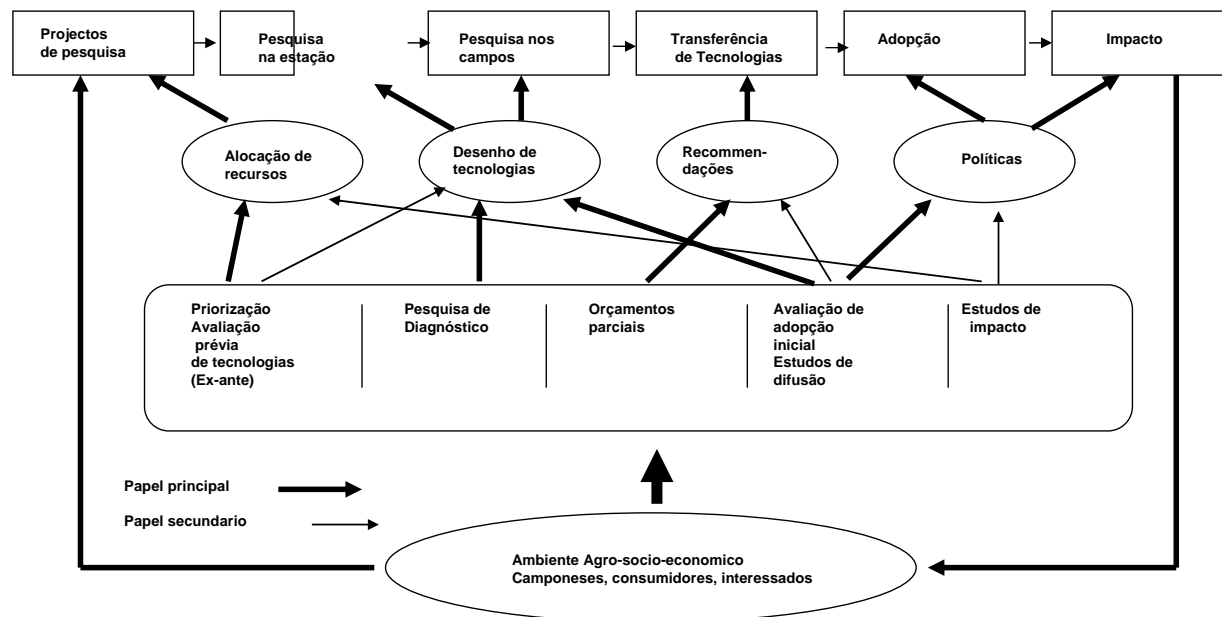 Projectos
de pesquisa
Pesquisa
na estação
Pesquisa nos
campos
Transferência
de Tecnologias
Adopção
Impacto
Alocação de
recursos
Desenho de
tecnologias
Recommen-
dações
Políticas
Priorização
Avaliação
prévia
de tecnologias
(Ex-ante)
Pesquisa de
Diagnóstico
Orçamentos
parciais
Avaliação de
adopção
inicial
Estudos de
difusão
Estudos de
impacto
Papel principal
Papel secundario
Ambiente Agro-socio-economico
Camponeses, consumidores, interessados